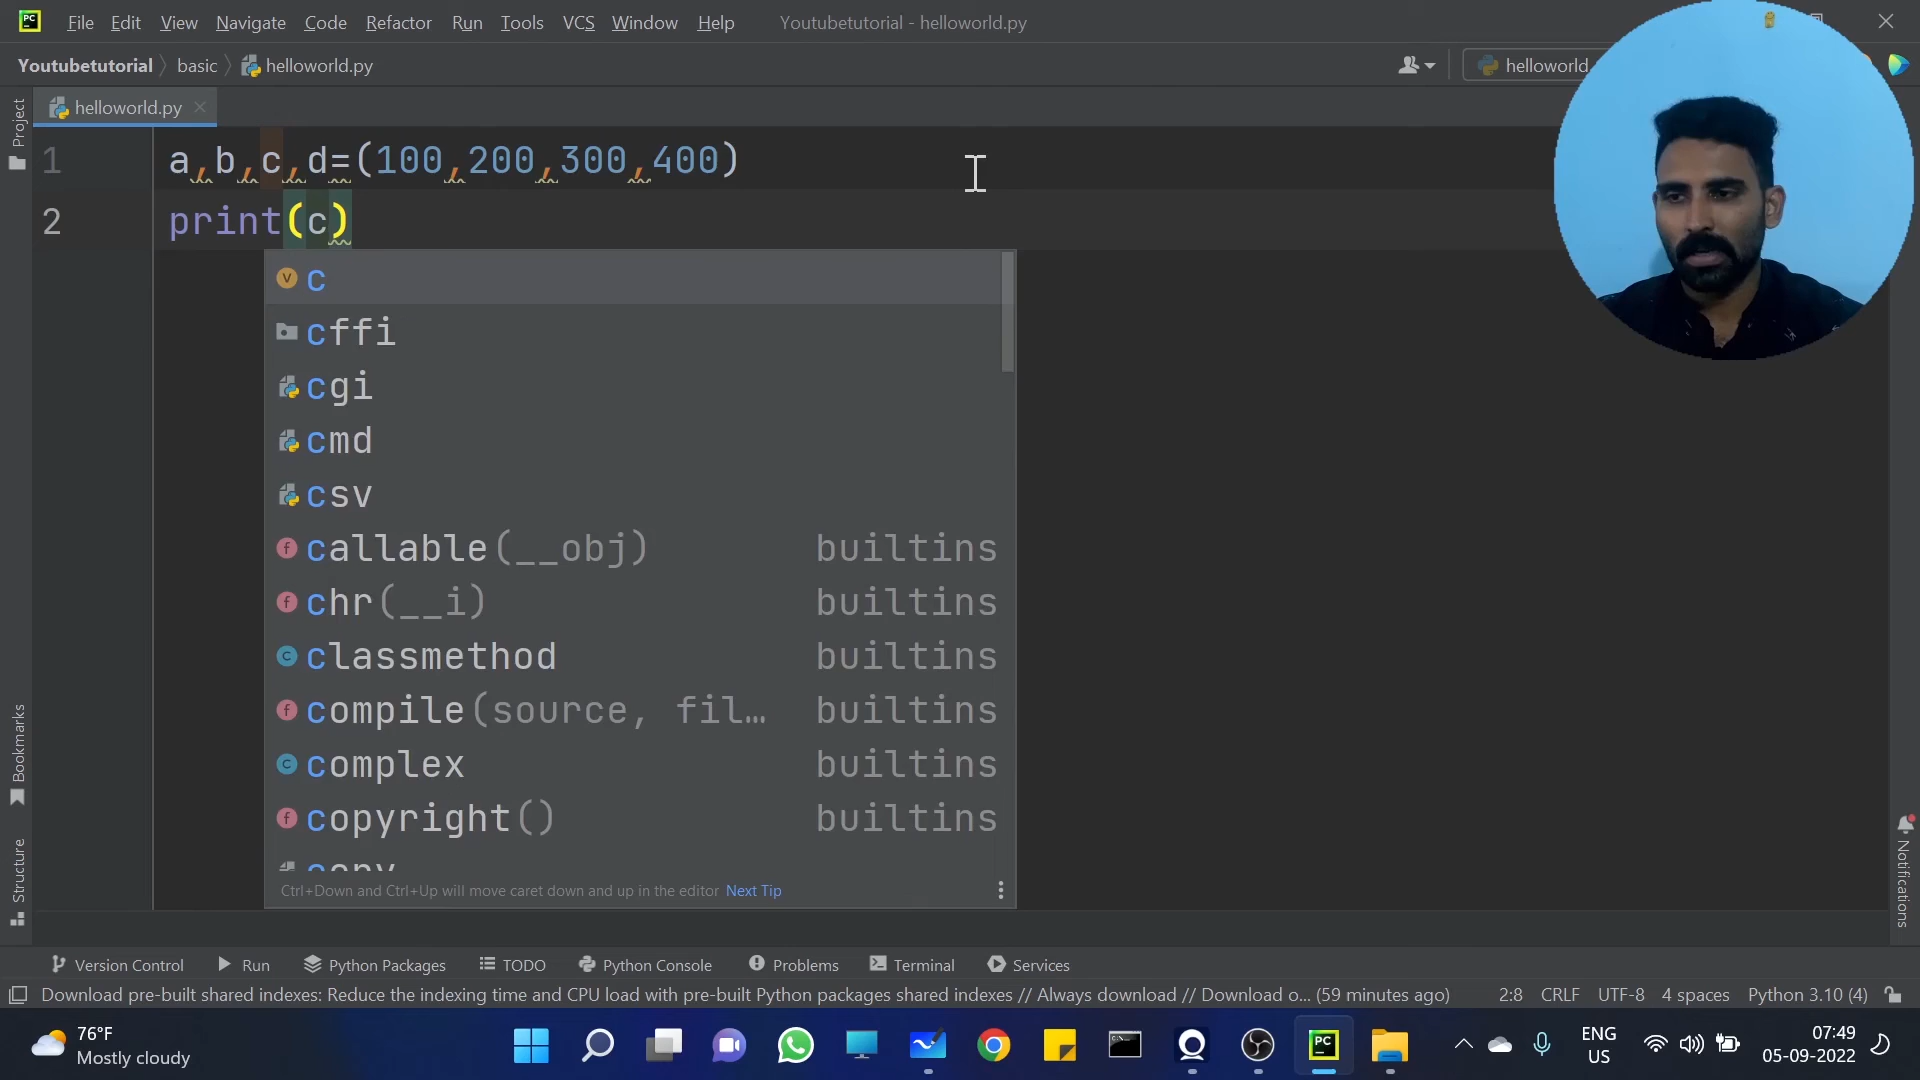 PC File Edit View Navigate Code Refactor Run Tools VCS Window Help Youtubetutorial - helloworld.py
Youtubetutorial basic helloworld.py helloworld
Project
helloworld.py
1 a,b,c,d=(100,200,300,400)
2 print(c)
V c
cffi
cgi
cmd
csv
f callable(__obj) builtins
f chr(__i) builtins
C classmethod builtins
f compile(source, fil… builtins
C complex builtins
f copyright() builtins
Ctrl+Down and Ctrl+Up will move caret down and up in the editor Next Tip
Bookmarks
Structure
Notifications
Version Control Run Python Packages TODO Python Console Problems Terminal Services
Download pre-built shared indexes: Reduce the indexing time and CPU load with pre-built Python packages shared indexes // Always download // Download o... (59 minutes ago) 2:8 CRLF UTF-8 4 spaces Python 3.10 (4)
76°F
Mostly cloudy
PC
ENG
US
07:49
05-09-2022